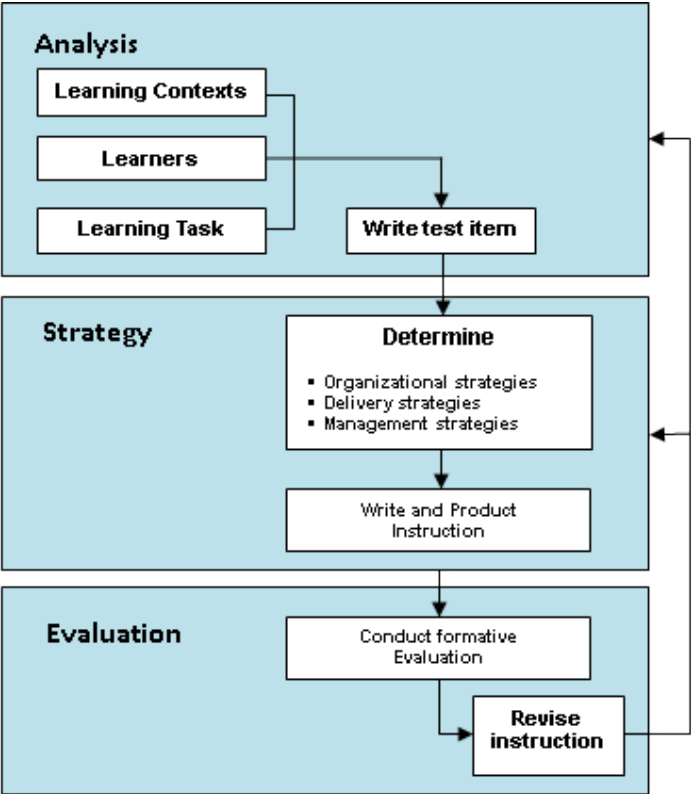 Analysis
Learning Contexts
Learners
Learning Task
Write test item
Strategy
Determine
▪ Organizational strategies
▪ Delivery strategies
▪ Management strategies
Write and Product
Instruction
Evaluation
Conduct formative
Evaluation
Revise
instruction